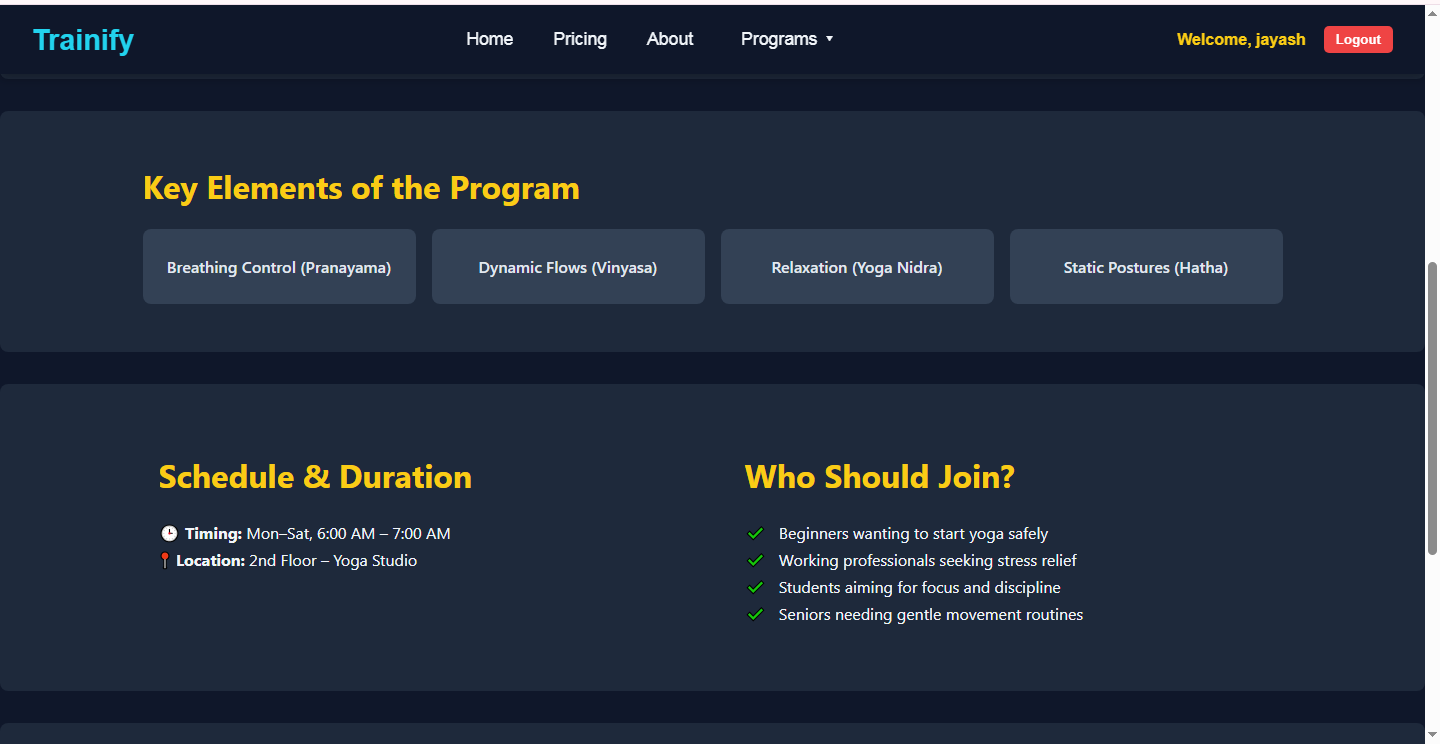 Trainify
Home Pricing About Programs
Welcome, jayash Logout
Key Elements of the Program
Breathing Control (Pranayama)
Dynamic Flows (Vinyasa)
Relaxation (Yoga Nidra)
Static Postures (Hatha)
Schedule & Duration
Timing: Mon–Sat, 6:00 AM – 7:00 AM
Location: 2nd Floor – Yoga Studio
Who Should Join?
Beginners wanting to start yoga safely
Working professionals seeking stress relief
Students aiming for focus and discipline
Seniors needing gentle movement routines